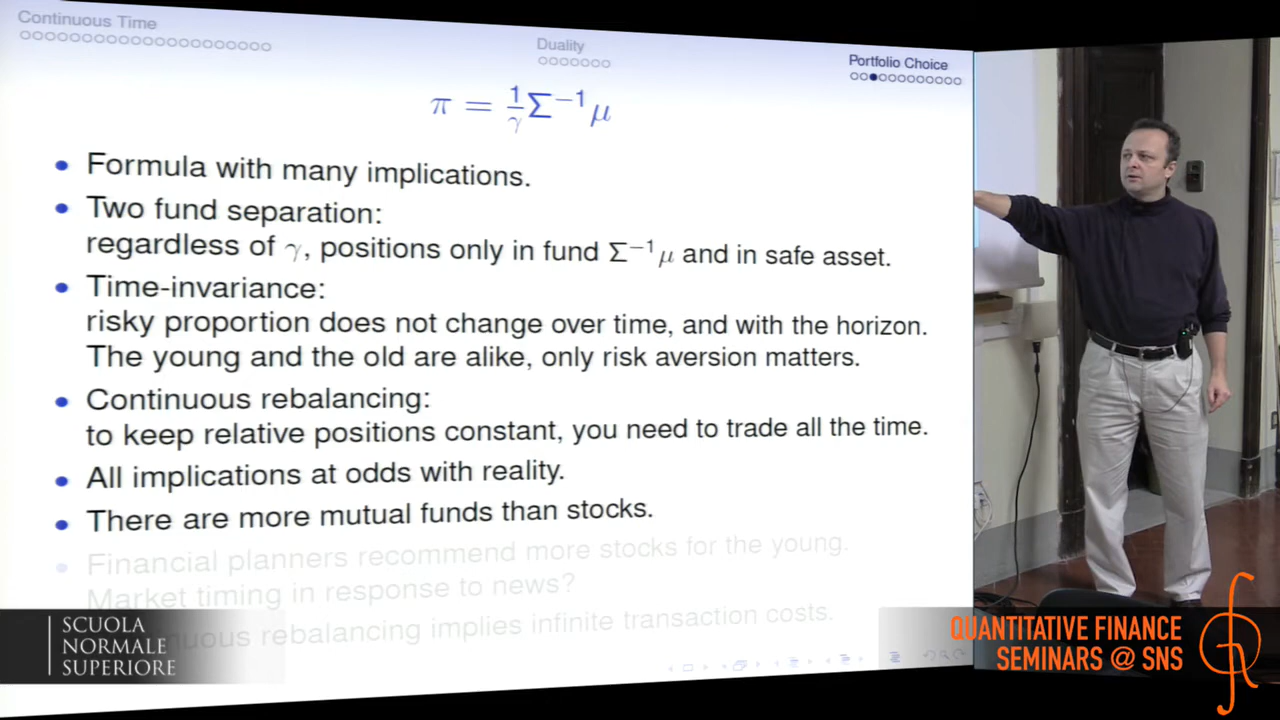 Continuous Time
Duality
Portfolio Choice
π = 1/γ Σ⁻¹ μ
• Formula with many implications.
• Two fund separation:
regardless of γ, positions only in fund Σ⁻¹μ and in safe asset.
• Time-invariance:
risky proportion does not change over time, and with the horizon.
The young and the old are alike, only risk aversion matters.
• Continuous rebalancing:
to keep relative positions constant, you need to trade all the time.
• All implications at odds with reality.
• There are more mutual funds than stocks.
• Financial planners recommend more stocks for the young.
Market timing in response to news?
rebalancing implies infinite transaction costs.
SCUOLA
NORMALE
SUPERIORE
QUANTITATIVE FINANCE
SEMINARS @ SNS